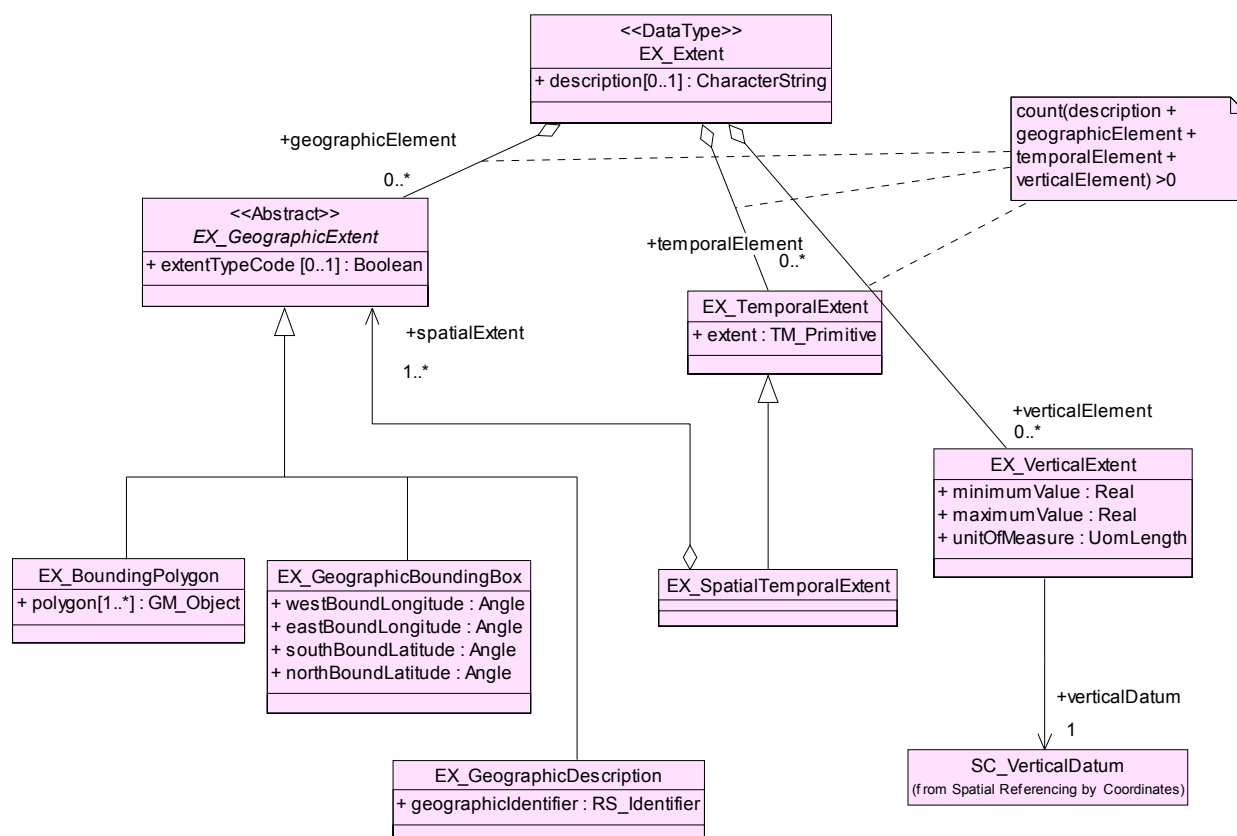 <<DataType>>
EX_Extent
+ description[0..1] : CharacterString
count(description +
geographicElement +
temporalElement +
verticalElement) >0
+geographicElement
0..*
<<Abstract>>
EX_GeographicExtent
+ extentTypeCode [0..1] : Boolean
+temporalElement
0..*
EX_TemporalExtent
+ extent : TM_Primitive
+spatialExtent
1..*
+verticalElement
0..*
EX_VerticalExtent
+ minimumValue : Real
+ maximumValue : Real
+ unitOfMeasure : UomLength
EX_BoundingPolygon
+ polygon[1..*] : GM_Object
EX_GeographicBoundingBox
+ westBoundLongitude : Angle
+ eastBoundLongitude : Angle
+ southBoundLatitude : Angle
+ northBoundLatitude : Angle
EX_SpatialTemporalExtent
+verticalDatum
1
SC_VerticalDatum
(from Spatial Referencing by Coordinates)
EX_GeographicDescription
+ geographicIdentifier : RS_Identifier